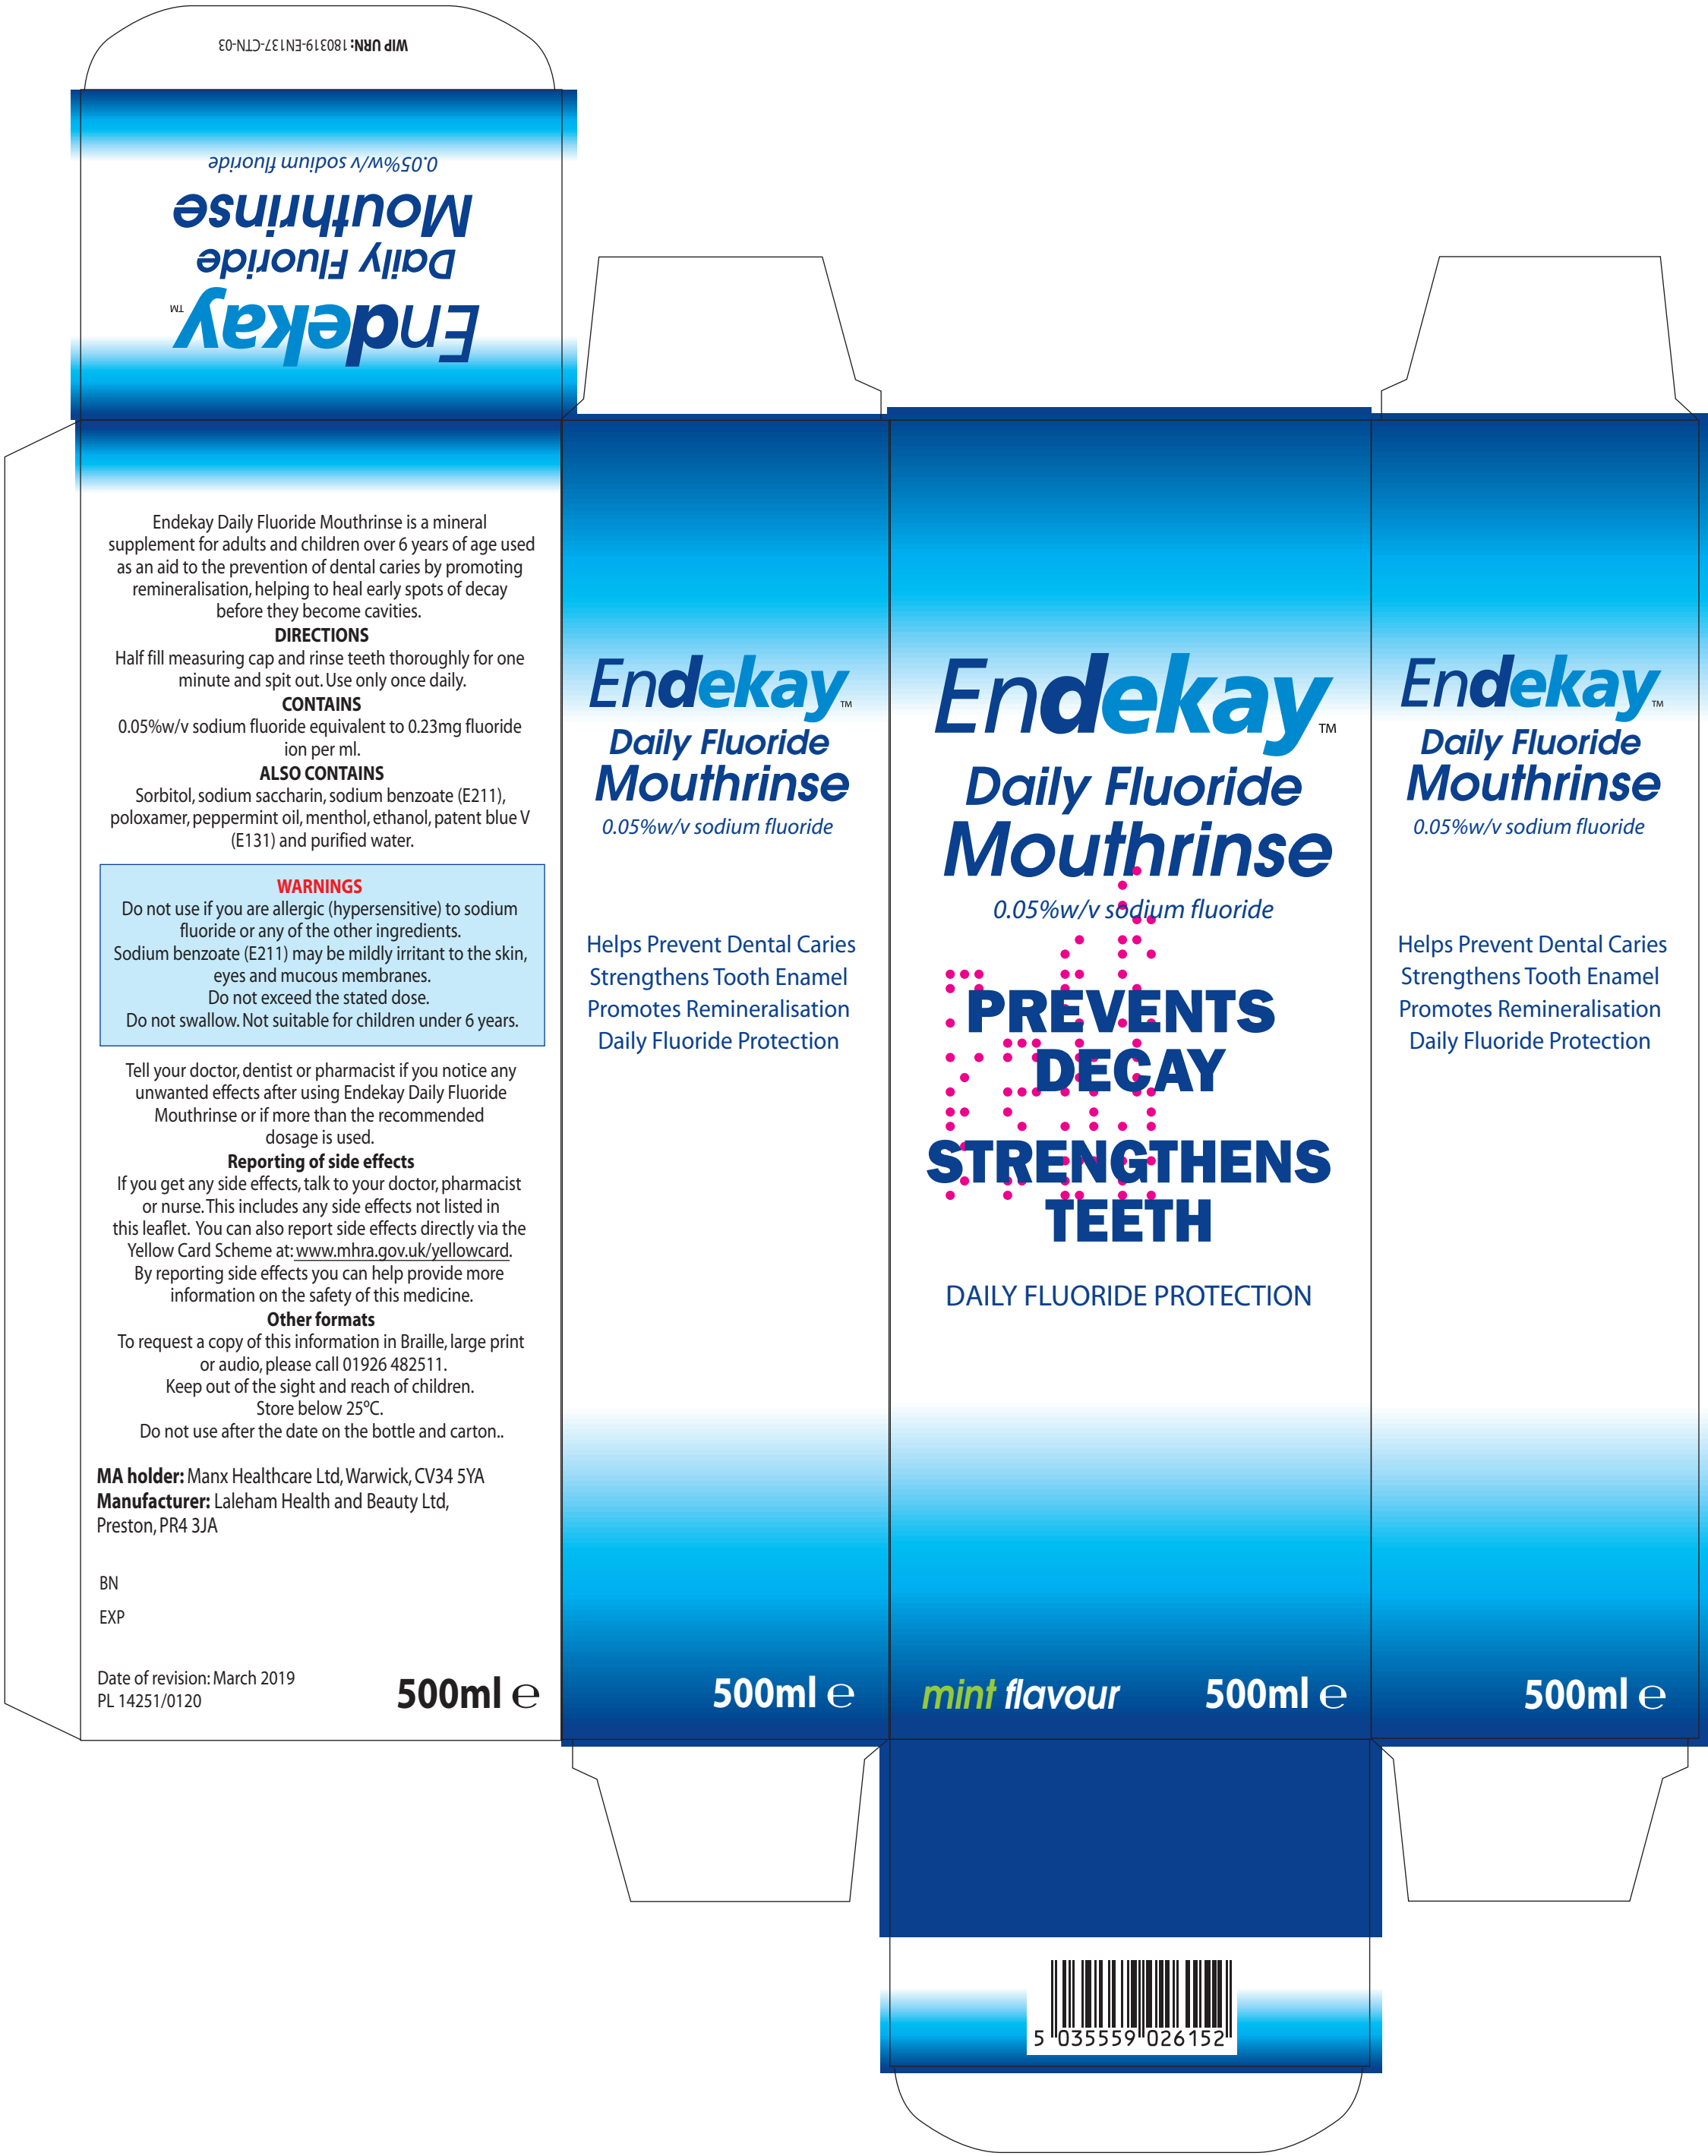 WIP URN: 180319-EN137-CTN-03
Endekay™
Daily Fluoride
Mouthrinse
0.05%w/v sodium fluoride
Endekay Daily Fluoride Mouthrinse is a mineral
supplement for adults and children over 6 years of age used
as an aid to the prevention of dental caries by promoting
remineralisation, helping to heal early spots of decay
before they become cavities.
DIRECTIONS
Half fill measuring cap and rinse teeth thoroughly for one
minute and spit out. Use only once daily.
CONTAINS
0.05%w/v sodium fluoride equivalent to 0.23mg fluoride
ion per ml.
ALSO CONTAINS
Sorbitol, sodium saccharin, sodium benzoate (E211),
poloxamer, peppermint oil, menthol, ethanol, patent blue V
(E131) and purified water.
WARNINGS
Do not use if you are allergic (hypersensitive) to sodium
fluoride or any of the other ingredients.
Sodium benzoate (E211) may be mildly irritant to the skin,
eyes and mucous membranes.
Do not exceed the stated dose.
Do not swallow. Not suitable for children under 6 years.
Tell your doctor, dentist or pharmacist if you notice any
unwanted effects after using Endekay Daily Fluoride
Mouthrinse or if more than the recommended
dosage is used.
Reporting of side effects
If you get any side effects, talk to your doctor, pharmacist
or nurse. This includes any side effects not listed in
this leaflet. You can also report side effects directly via the
Yellow Card Scheme at: www.mhra.gov.uk/yellowcard.
By reporting side effects you can help provide more
information on the safety of this medicine.
Other formats
To request a copy of this information in Braille, large print
or audio, please call 01926 482511.
Keep out of the sight and reach of children.
Store below 25ºC.
Do not use after the date on the bottle and carton..
MA holder: Manx Healthcare Ltd, Warwick, CV34 5YA
Manufacturer: Laleham Health and Beauty Ltd,
Preston, PR4 3JA
BN
EXP
Date of revision: March 2019
PL 14251/0120
500ml ℮
Endekay™
Daily Fluoride
Mouthrinse
0.05%w/v sodium fluoride
Helps Prevent Dental Caries
Strengthens Tooth Enamel
Promotes Remineralisation
Daily Fluoride Protection
500ml ℮
Endekay™
Daily Fluoride
Mouthrinse
0.05%w/v sodium fluoride
PREVENTS
DECAY
STRENGTHENS
TEETH
DAILY FLUORIDE PROTECTION
mint flavour
500ml ℮
Endekay™
Daily Fluoride
Mouthrinse
0.05%w/v sodium fluoride
Helps Prevent Dental Caries
Strengthens Tooth Enamel
Promotes Remineralisation
Daily Fluoride Protection
500ml ℮
5 035559 026152